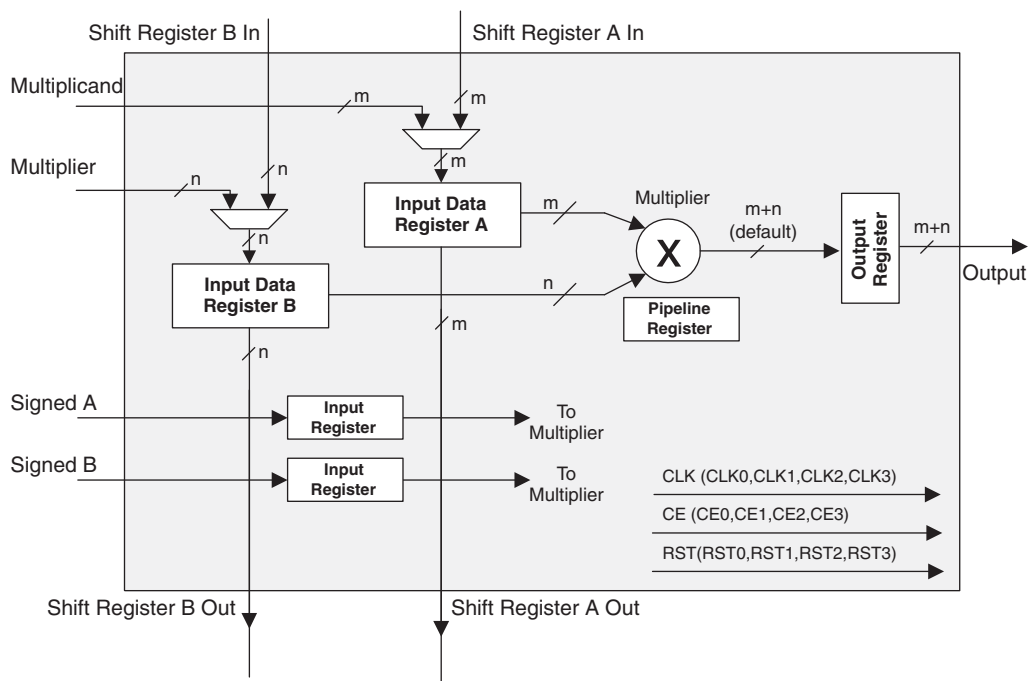 Shift Register B In
Shift Register A In
Multiplicand
m
m
Multiplier
n
n
m
Input Data
Register A
m
Multiplier
X
m+n
(default)
Output
Register
m+n
Output
n
Input Data
Register B
n
Pipeline
Register
m
n
Signed A
Input
Register
To
Multiplier
Signed B
Input
Register
To
Multiplier
CLK (CLK0,CLK1,CLK2,CLK3)
CE (CE0,CE1,CE2,CE3)
RST(RST0,RST1,RST2,RST3)
Shift Register B Out
Shift Register A Out